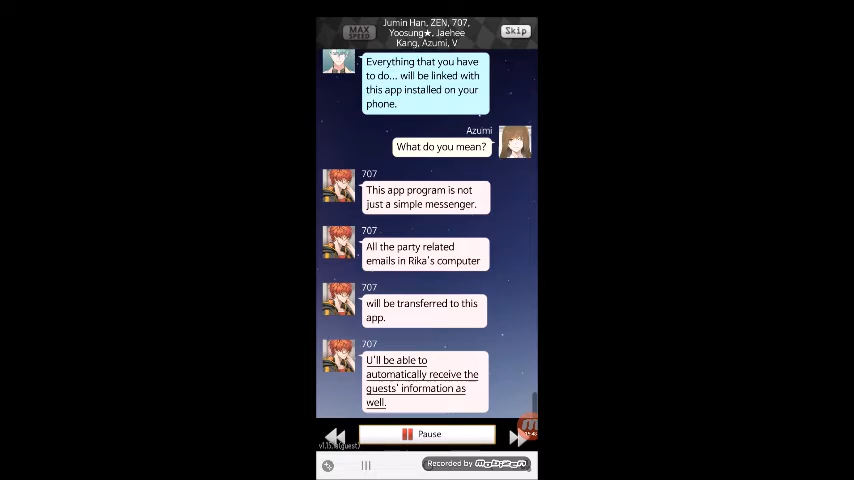 MAX
SPEED
Jumin Han, ZEN, 707,
Yoosung★, Jaehee
Kang, Azumi, V
Skip
Everything that you have
to do... will be linked with
this app installed on your
phone.
Azumi
What do you mean?
707
This app program is not
just a simple messenger.
707
All the party related
emails in Rika's computer
707
will be transferred to this
app.
707
U'll be able to
automatically receive the
guests' information as
well.
Pause
Recorded by
mobizen